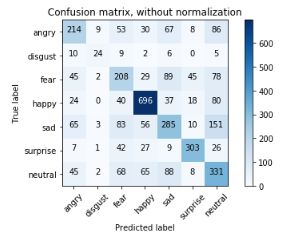 Confusion matrix, without normalization
angry 214 9 53 30 67 8 86
disgust 10 24 9 2 6 0 5
fear 45 2 208 29 89 45 78
happy 24 0 40 696 37 18 80
sad 65 3 83 56 285 10 151
surprise 7 1 42 27 9 303 26
neutral 45 2 68 65 88 8 331
True label
angry disgust fear happy sad surprise neutral
Predicted label
600
500
400
300
200
100
0